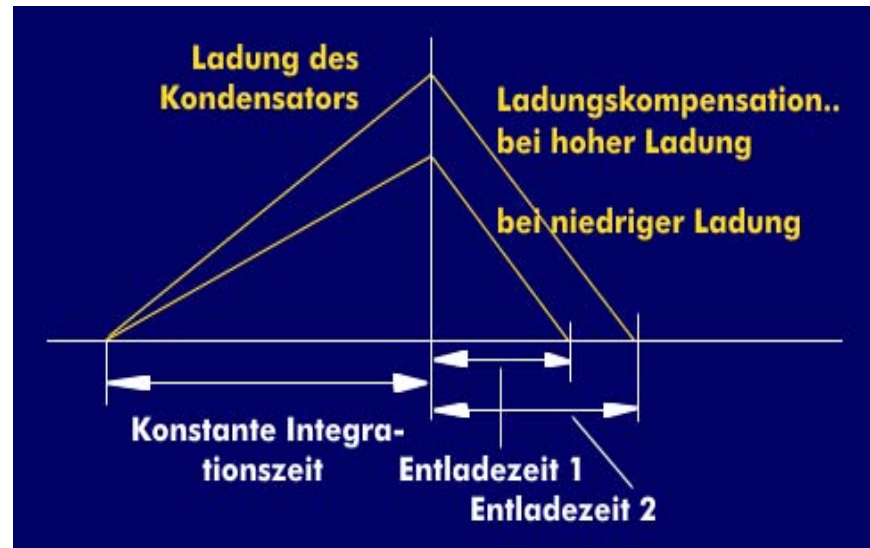 Ladung des
Kondensators
Ladungskompensation..
bei hoher Ladung
bei niedriger Ladung
Konstante Integra-
tionszeit
Entladezeit 1
Entladezeit 2